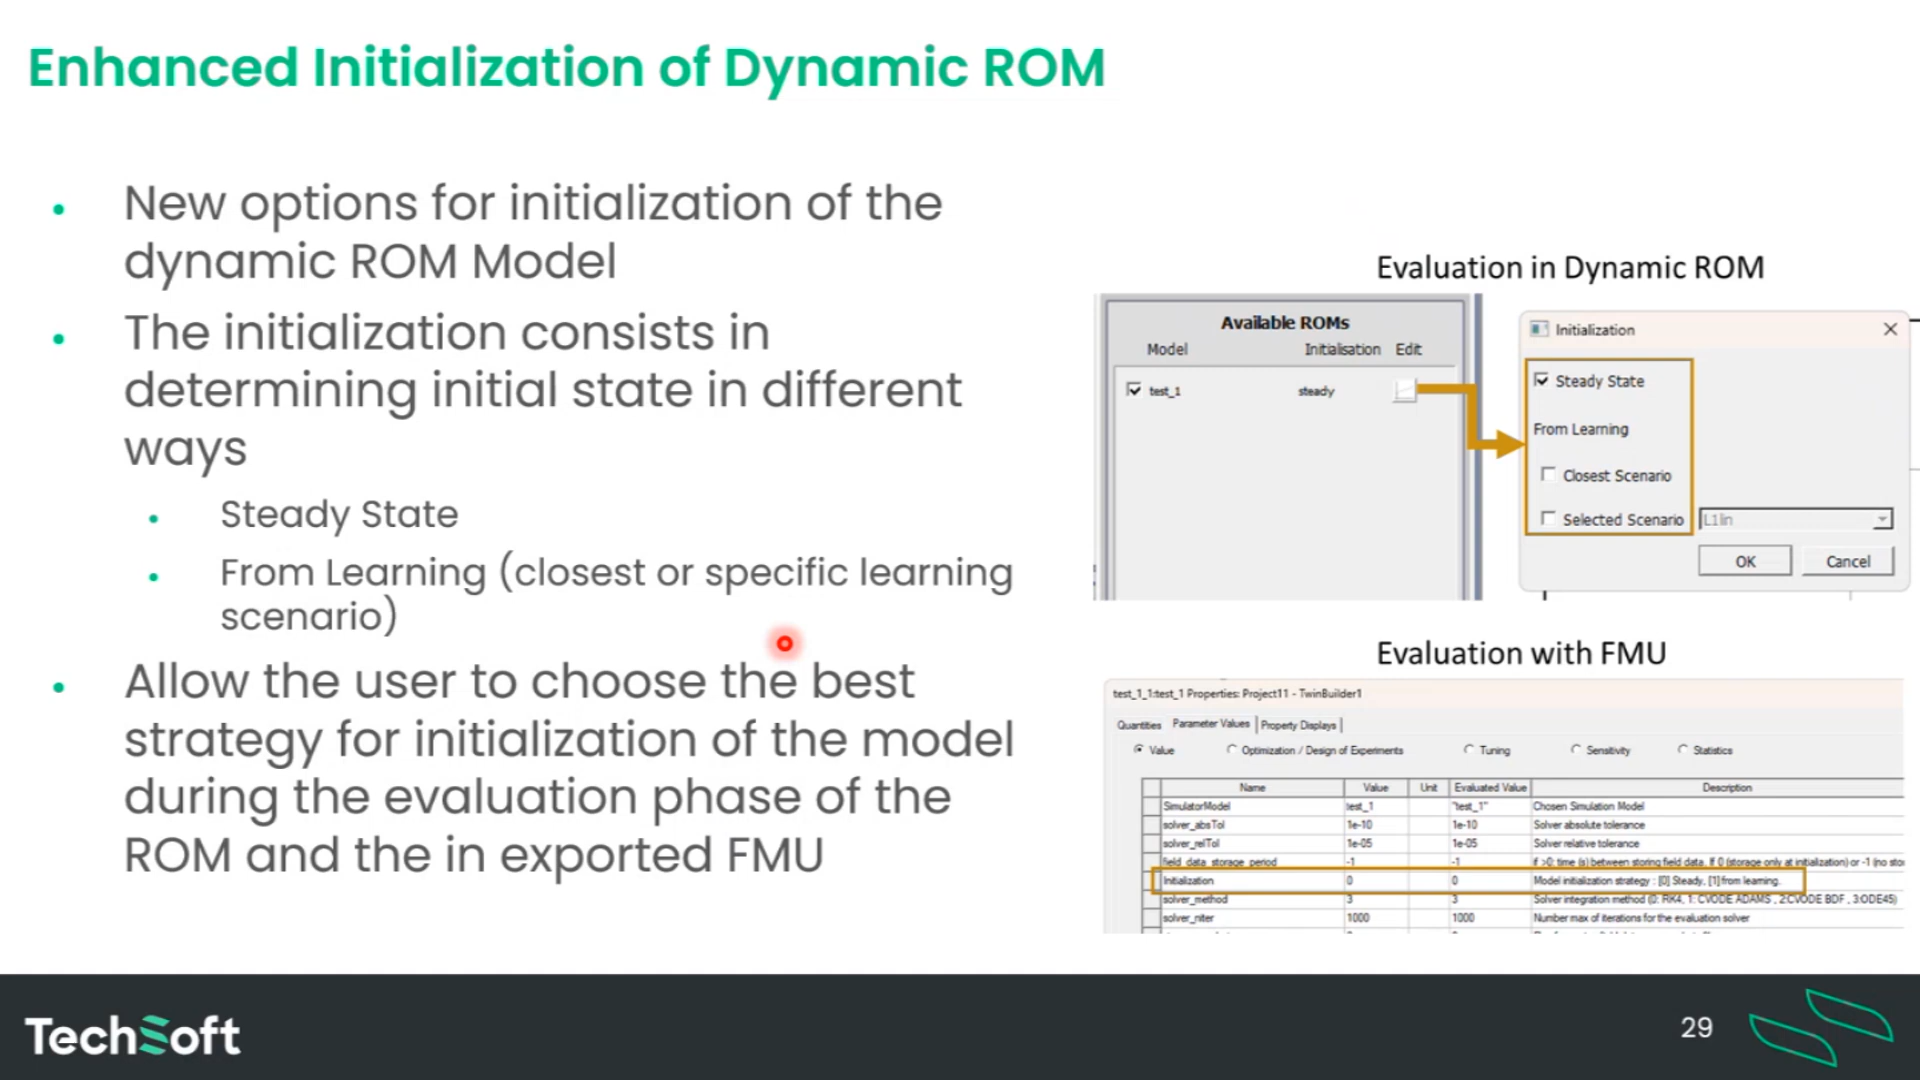 Enhanced Initialization of Dynamic ROM
New options for initialization of the
dynamic ROM Model
The initialization consists in
determining initial state in different
ways
Steady State
From Learning (closest or specific learning
scenario)
Allow the user to choose the best
strategy for initialization of the model
during the evaluation phase of the
ROM and the in exported FMU
Evaluation in Dynamic ROM
Available ROMs
Model Initialisation Edit
test_1 steady
Initialization
Steady State
From Learning
Closest Scenario
Selected Scenario L1lin
OK Cancel
Evaluation with FMU
test_1_1:test_1 Properties: Project11 - TwinBuilder1
Quantities Parameter Values Property Displays
Value Optimization / Design of Experiments Tuning Sensitivity Statistics
Name Value Unit Evaluated Value Description
SimulatorModel test_1 "test_1" Chosen Simulation Model
solver_absTol 1e-10 1e-10 Solver absolute tolerance
solver_relTol 1e-05 1e-05 Solver relative tolerance
field_data_storage_period -1 -1 if >0: time (s) between storing field data. If 0 (storage only at initialization) or -1 (no stor
Initialization 0 0 Model initialization strategy : [0] Steady, [1] from learning.
solver_method 3 3 Solver integration method (0: RK4, 1: CVODE ADAMS , 2:CVODE BDF , 3:ODE45)
solver_niter 1000 1000 Number max of iterations for the evaluation solver
TechSoft
29